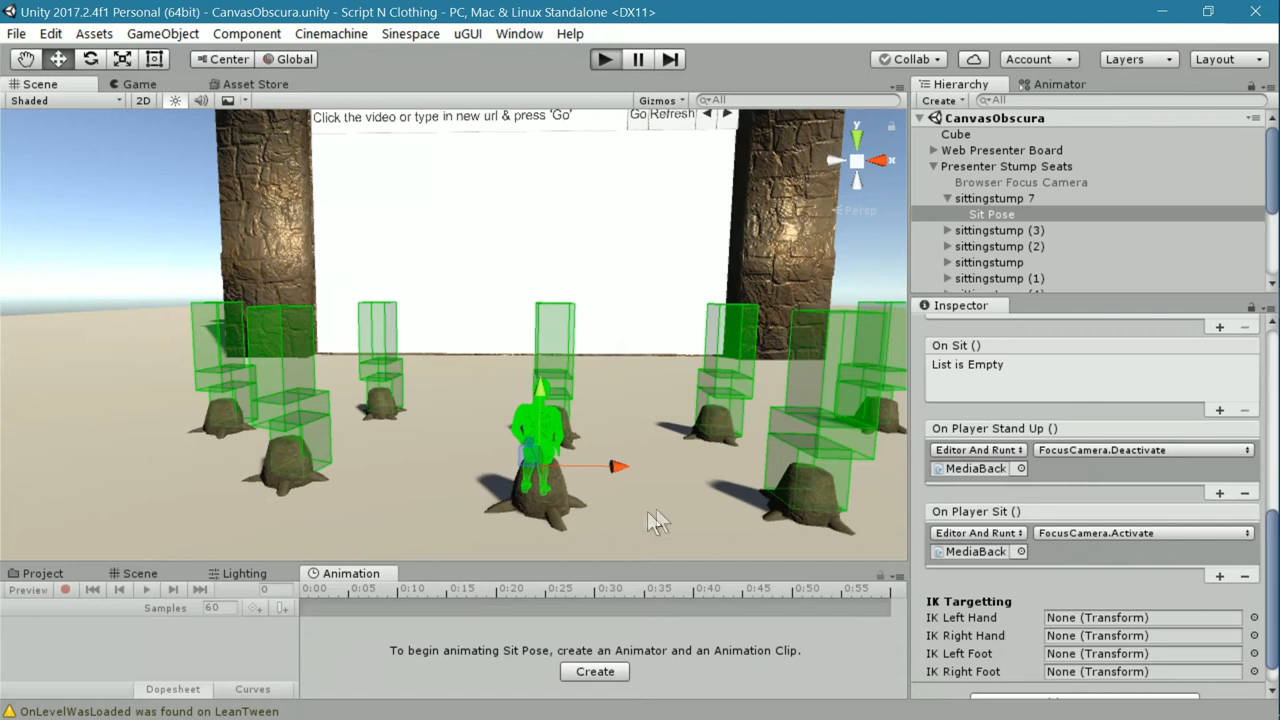 Unity 2017.2.4f1 Personal (64bit) - CanvasObscura.unity - Script N Clothing - PC, Mac & Linux Standalone <DX11>
File Edit Assets GameObject Component Cinemachine Sinespace uGUI Window Help
Center Global Collab Account Layers Layout
Scene Game Asset Store
Shaded 2D Gizmos All
Click the video or type in new url & press 'Go' Go Refresh
y
x
Persp
Hierarchy Animator
Create All
CanvasObscura
Cube
Web Presenter Board
Presenter Stump Seats
Browser Focus Camera
sittingstump 7
Sit Pose
sittingstump (3)
sittingstump (2)
sittingstump
sittingstump (1)
Inspector
On Sit ()
List is Empty
On Player Stand Up ()
Editor And Runt FocusCamera.Deactivate
MediaBack
On Player Sit ()
Editor And Runt FocusCamera.Activate
MediaBack
IK Targetting
IK Left Hand None (Transform)
IK Right Hand None (Transform)
IK Left Foot None (Transform)
IK Right Foot None (Transform)
Project Scene Lighting Animation
Preview 0 0:00 0:05 0:10 0:15 0:20 0:25 0:30 0:35 0:40 0:45 0:50 0:55
Samples 60
To begin animating Sit Pose, create an Animator and an Animation Clip.
Create
Dopesheet Curves
OnLevelWasLoaded was found on LeanTween